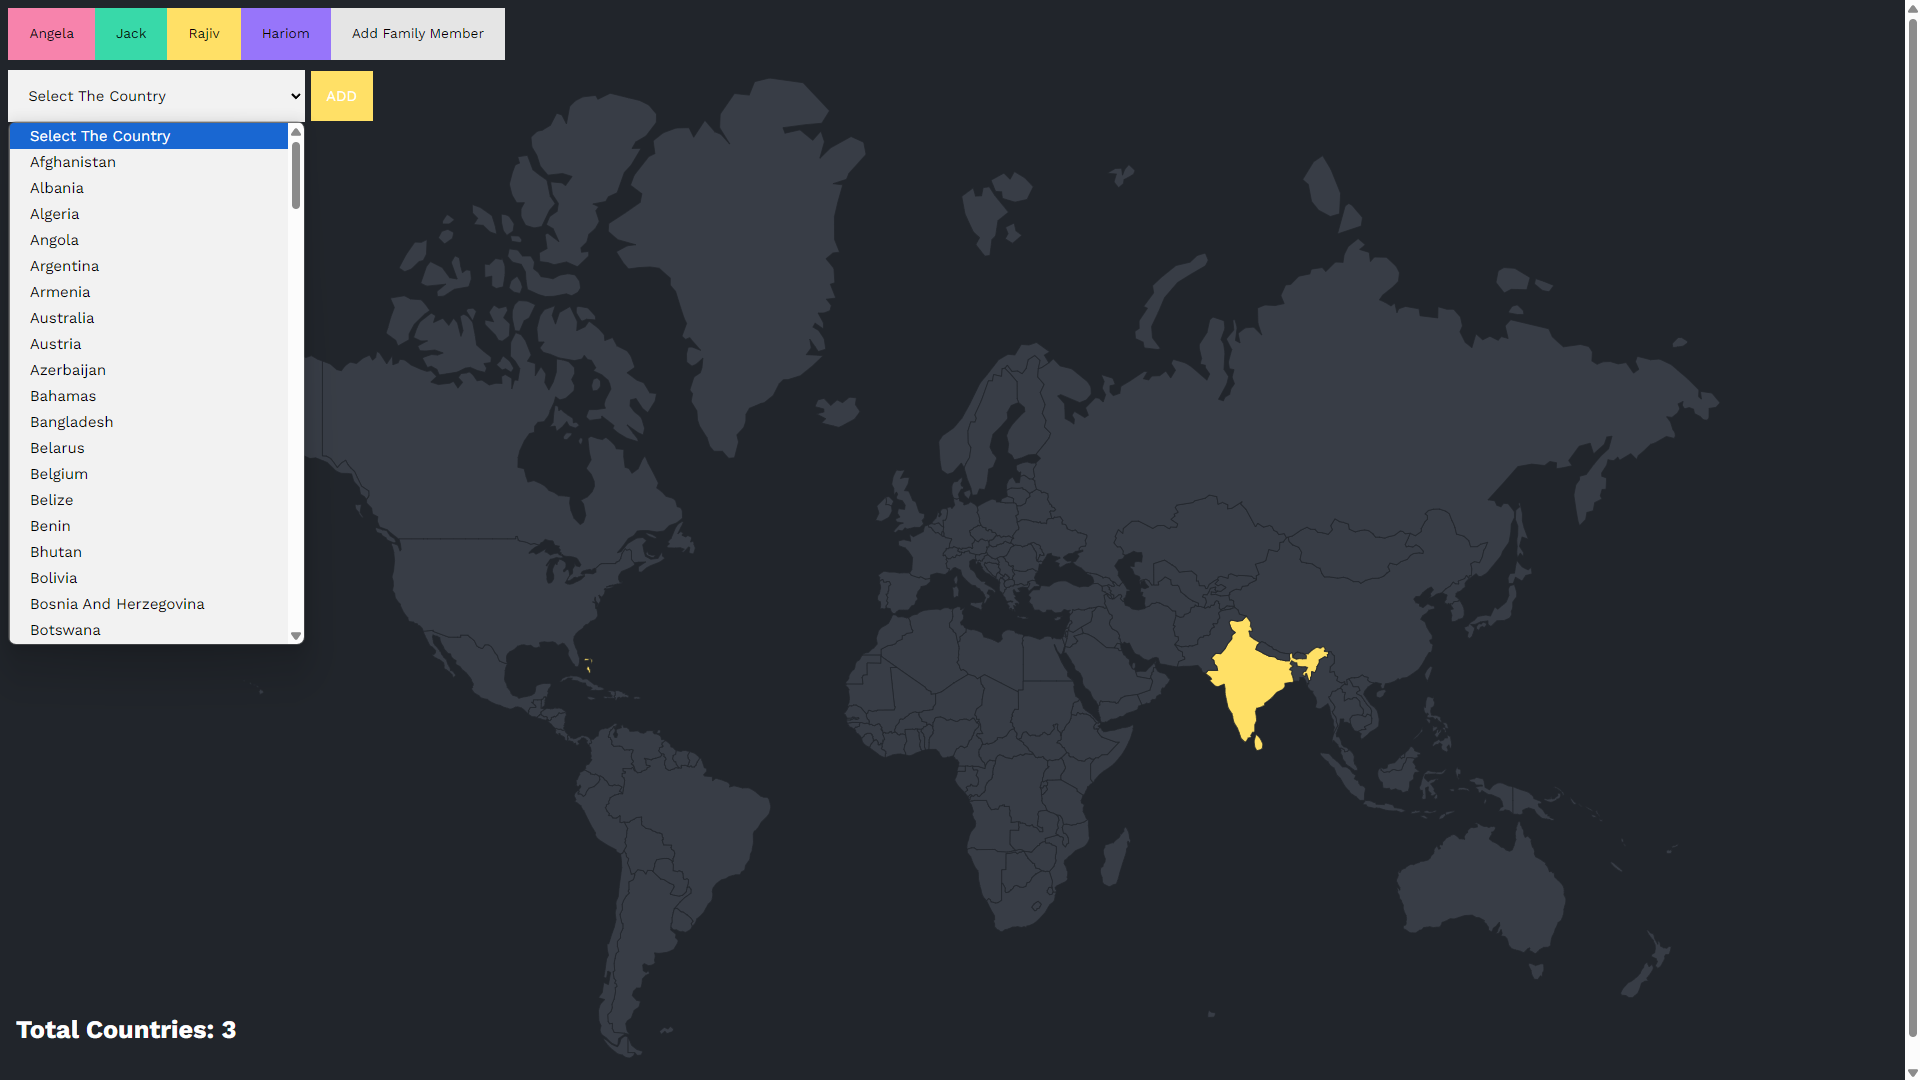 Angela Jack Rajiv Hariom Add Family Member
Select The Country ADD
Select The Country
Afghanistan
Albania
Algeria
Angola
Argentina
Armenia
Australia
Austria
Azerbaijan
Bahamas
Bangladesh
Belarus
Belgium
Belize
Benin
Bhutan
Bolivia
Bosnia And Herzegovina
Botswana
Total Countries: 3